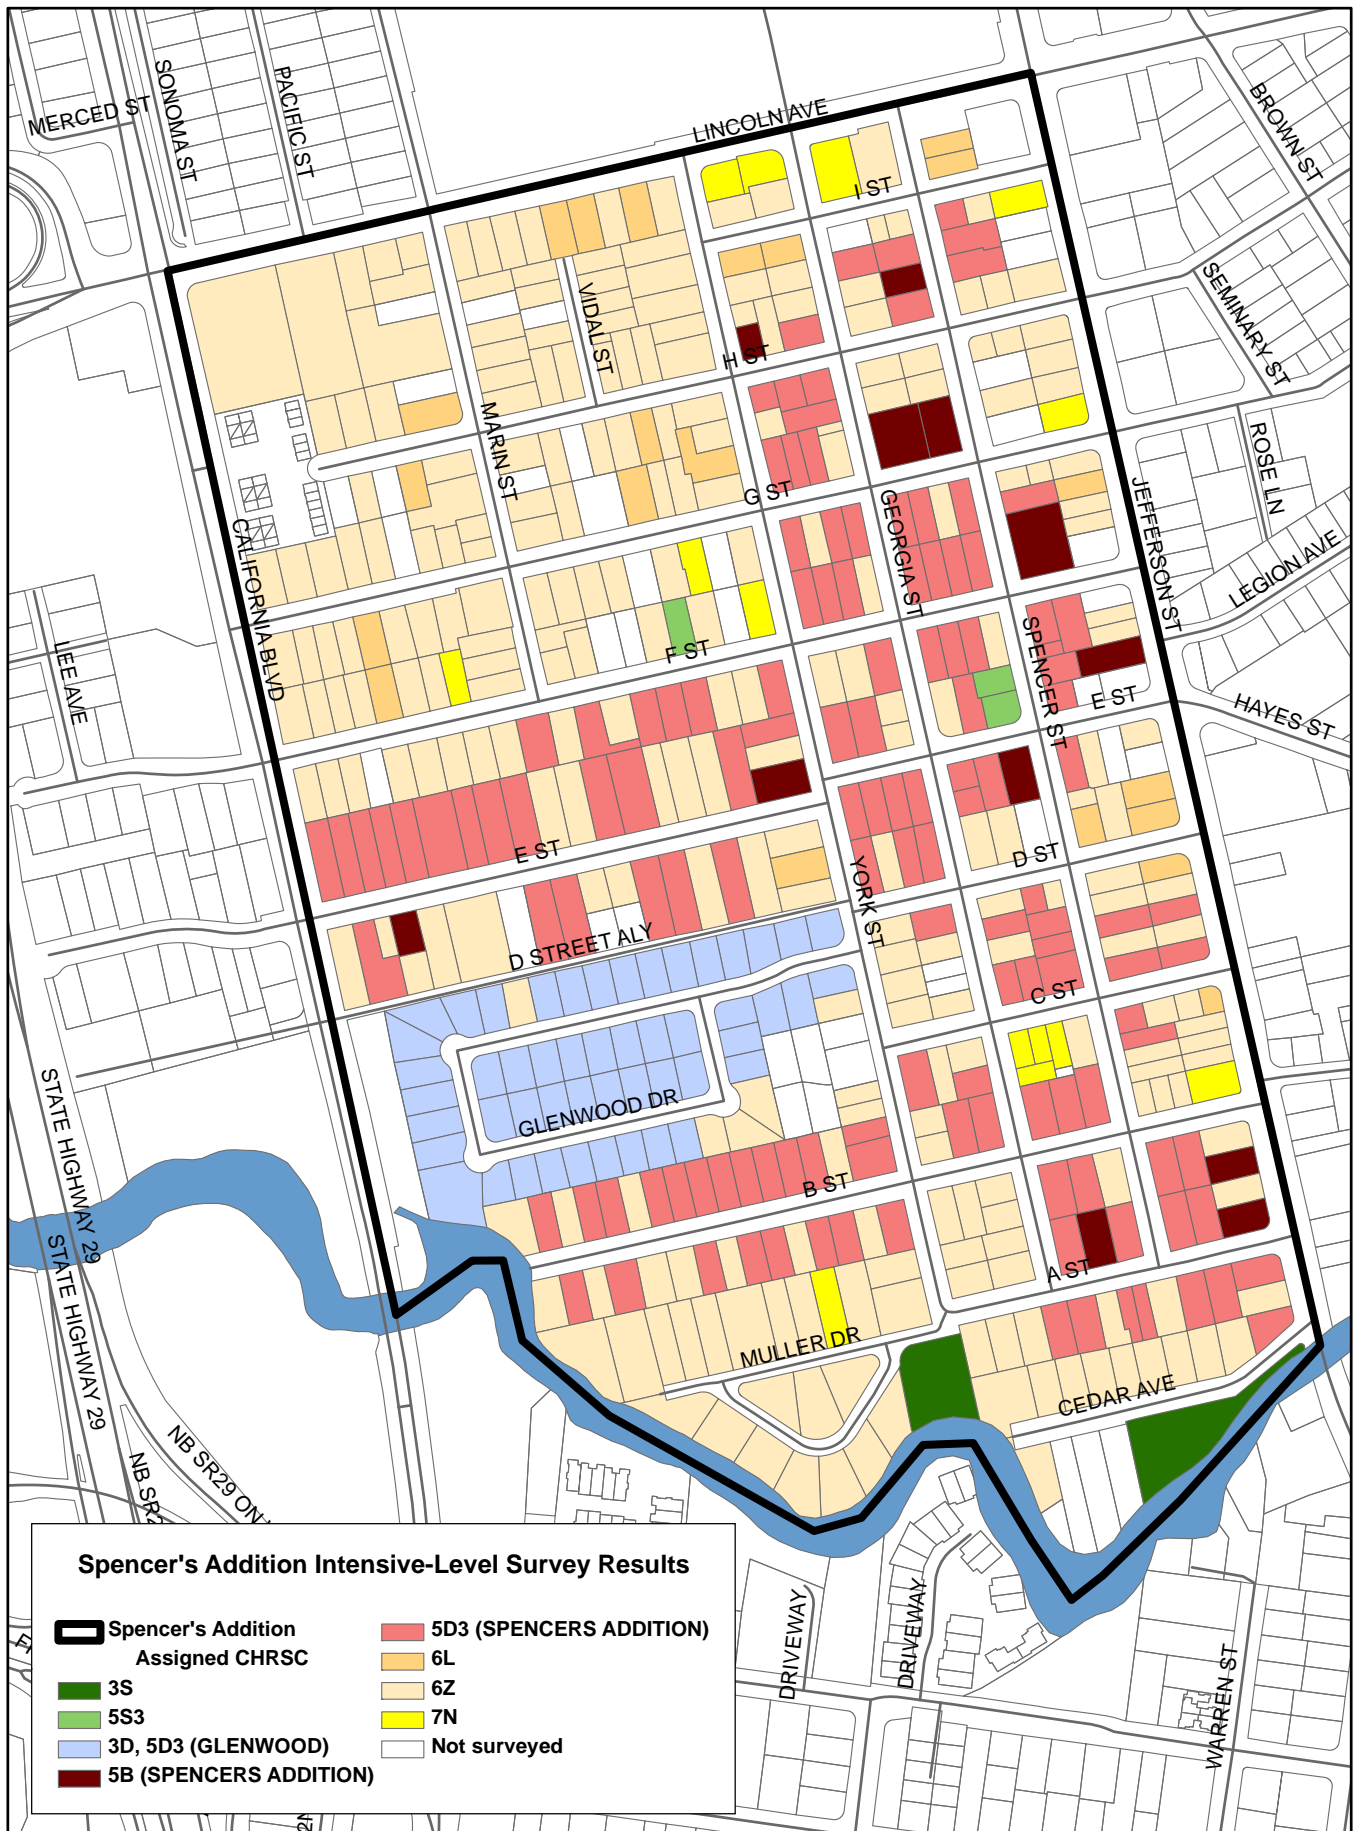 MERCED ST
SONOMA ST
PACIFIC ST
LINCOLN AVE
BROWN ST
I ST
SEMINARY ST
VIDAL ST
H ST
MARIN ST
ROSE LN
G ST
GEORGIA ST
JEFFERSON ST
LEGION AVE
CALIFORNIA BLVD
LEE AVE
F ST
SPENCER ST
E ST
HAYES ST
E ST
D ST
YORK ST
D STREET ALY
C ST
GLENWOOD DR
STATE HIGHWAY 29
B ST
STATE HIGHWAY 29
A ST
MULLER DR
CEDAR AVE
NB SR29 ON
NB SR2
DRIVEWAY
DRIVEWAY
WARREN ST
Spencer's Addition Intensive-Level Survey Results
Spencer's Addition
Assigned CHRSC
3S
5S3
3D, 5D3 (GLENWOOD)
5B (SPENCERS ADDITION)
5D3 (SPENCERS ADDITION)
6L
6Z
7N
Not surveyed